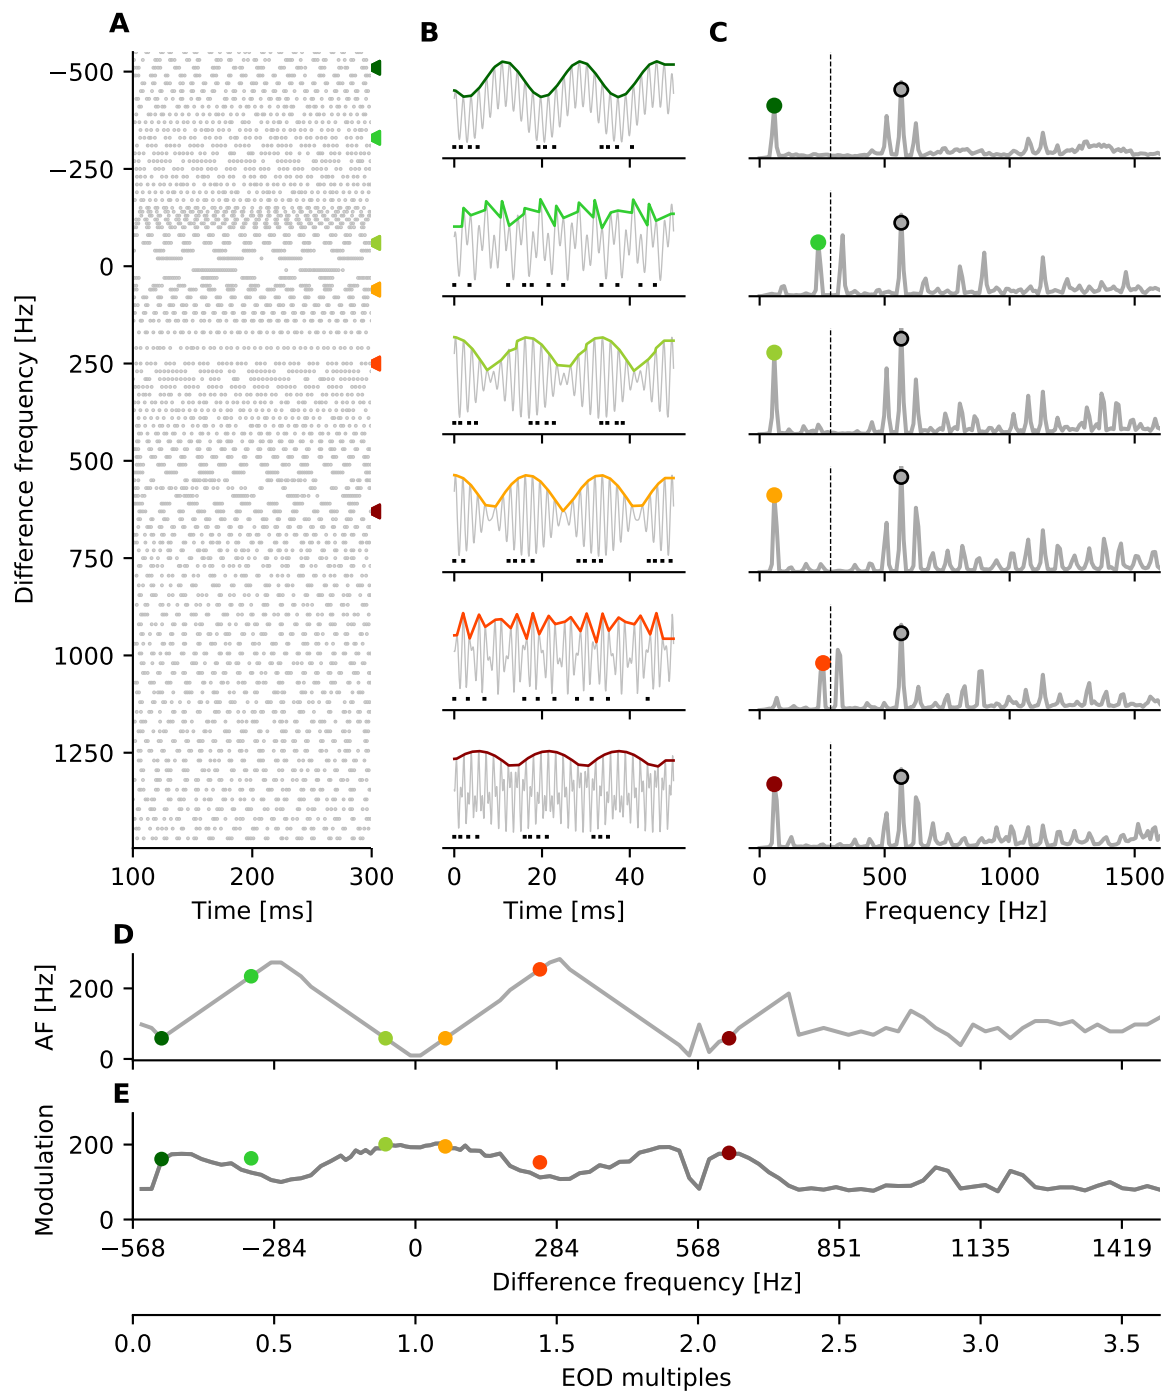 A
B
C
−500
−250
0
250
500
750
1000
1250
Difference frequency [Hz]
100 200 300
0 20 40
0 500 1000 1500
Time [ms]
Time [ms]
Frequency [Hz]
D
200
0
AF [Hz]
E
200
0
Modulation
−568 −284 0 284 568 851 1135 1419
Difference frequency [Hz]
0.0 0.5 1.0 1.5 2.0 2.5 3.0 3.5
EOD multiples